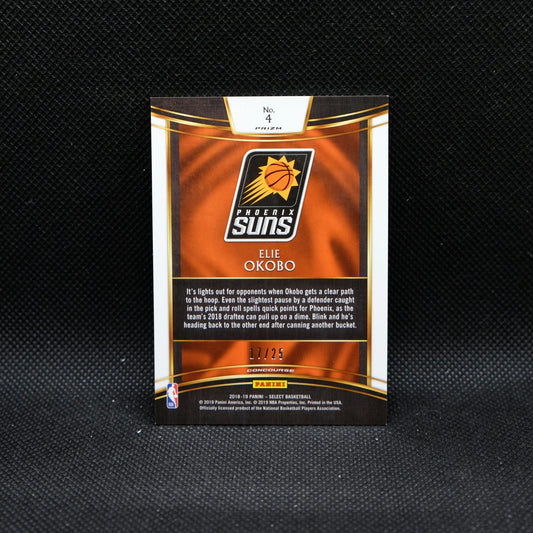 No.
4
PRIZM
PHOENIX
SUNS
ELIE
OKOBO
It's lights out for opponents when Okobo gets a clear path
to the hoop. Even the slightest pause by a defender caught
in the pick and roll spells quick points for Phoenix, as the
team's 2018 draftee can pull up on a dime. Blink and he's
heading back to the other end after canning another bucket.
17/25
CONCOURSE
PANINI
2018-19 PANINI – SELECT BASKETBALL
© 2019 Panini America, Inc. © 2019 NBA Properties, Inc. Printed in the USA.
Officially licensed product of the National Basketball Players Association.